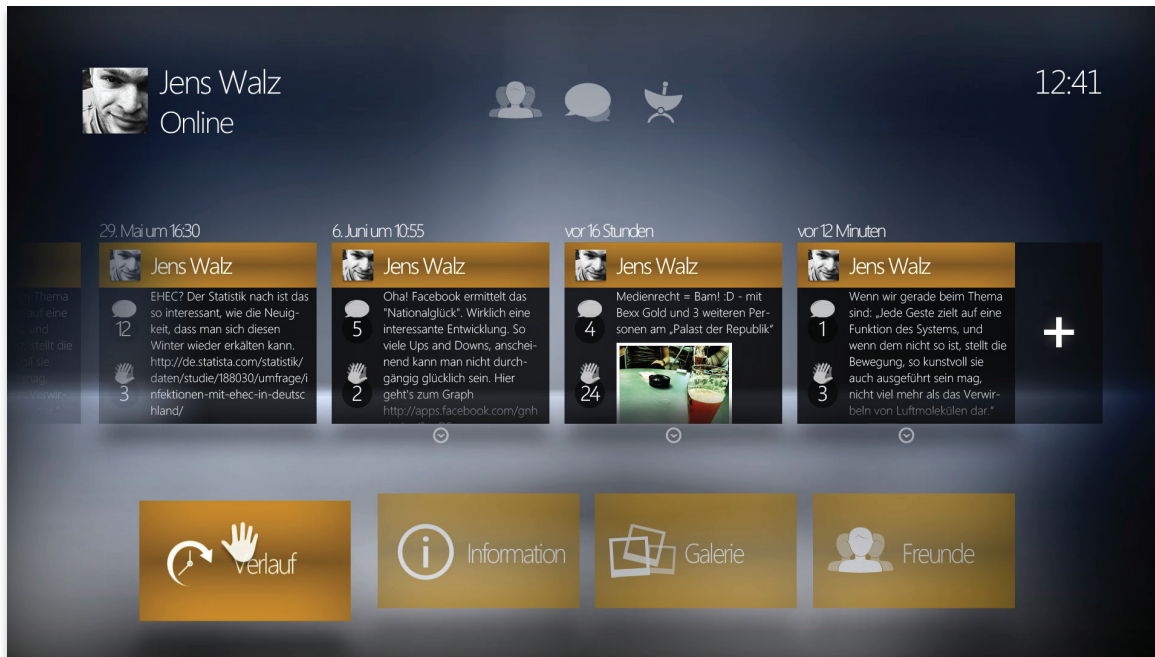 Jens Walz
Online
12:41
29. Mai um 16:30
6. Juni um 10:55
vor 16 Stunden
vor 12 Minuten
Thema
auf eine
und
stellt die
sie
mag,
Jens Walz
EHEC? Der Statistik nach ist das
so interessant, wie die Neuig-
keit, dass man sich diesen
Winter wieder erkälten kann.
http://de.statista.com/statistik/
daten/studie/188030/umfrage/i
nfektionen-mit-ehec-in-deutsc
hland/
12
3
Jens Walz
Oha! Facebook ermittelt das
"Nationalglück". Wirklich eine
interessante Entwicklung. So
viele Ups and Downs, anschei-
nend kann man nicht durch-
gängig glücklich sein. Hier
geht's zum Graph
http://apps.facebook.com/gnh
5
2
Jens Walz
Medienrecht = Bam! :D - mit
Bexx Gold und 3 weiteren Per-
sonen am „Palast der Republik“
4
24
Jens Walz
Wenn wir gerade beim Thema
sind: „Jede Geste zielt auf eine
Funktion des Systems, und
wenn dem nicht so ist, stellt die
Bewegung, so kunstvoll sie
auch ausgeführt sein mag,
nicht viel mehr als das Verwir-
beln von Luftmolekülen dar.“
1
3
+
Verlauf
Information
Galerie
Freunde